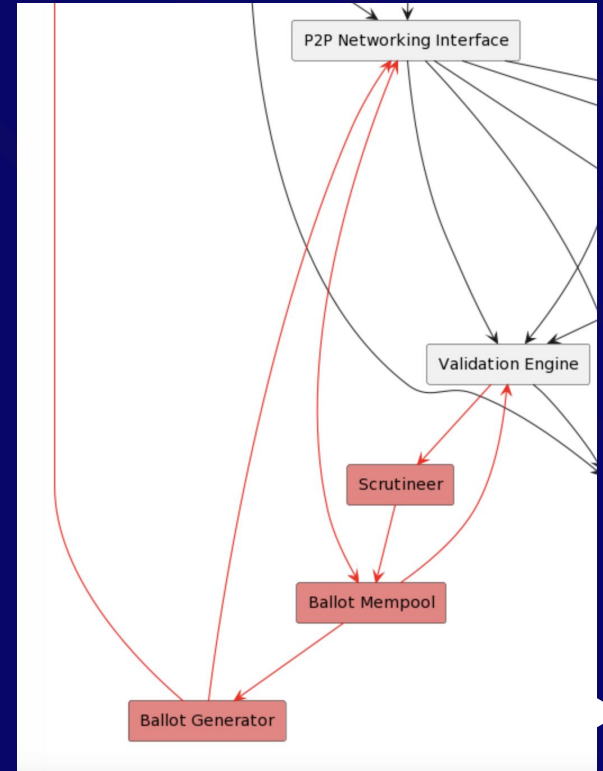 P2P Networking Interface
Validation Engine
Scrutineer
Ballot Mempool
Ballot Generator